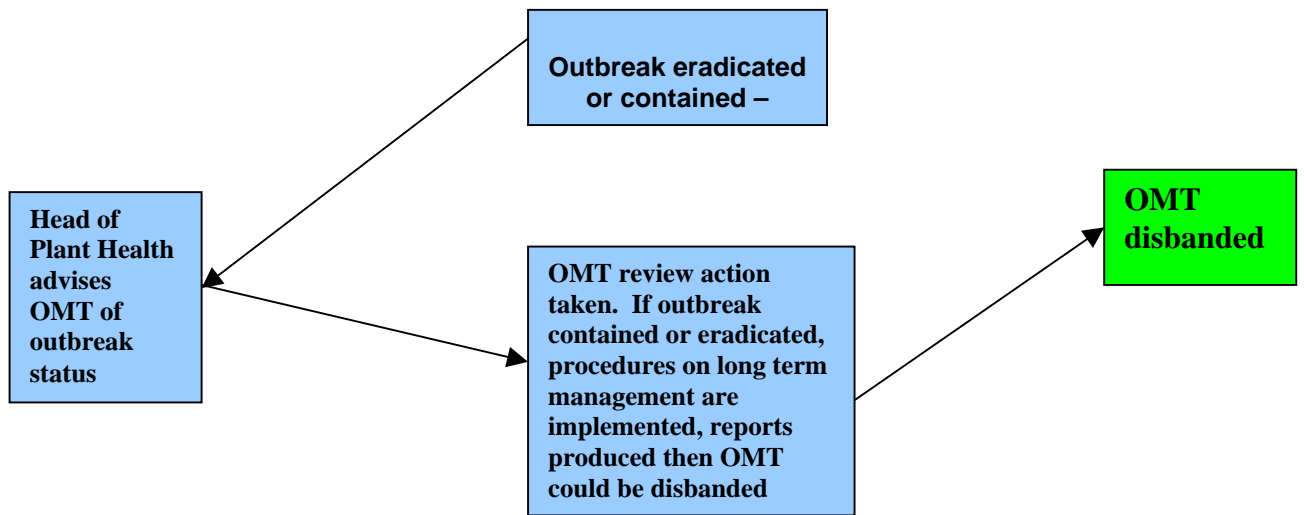 Outbreak eradicated
or contained –
Head of
Plant Health
advises
OMT of
outbreak
status
OMT review action
taken. If outbreak
contained or eradicated,
procedures on long term
management are
implemented, reports
produced then OMT
could be disbanded
OMT
disbanded